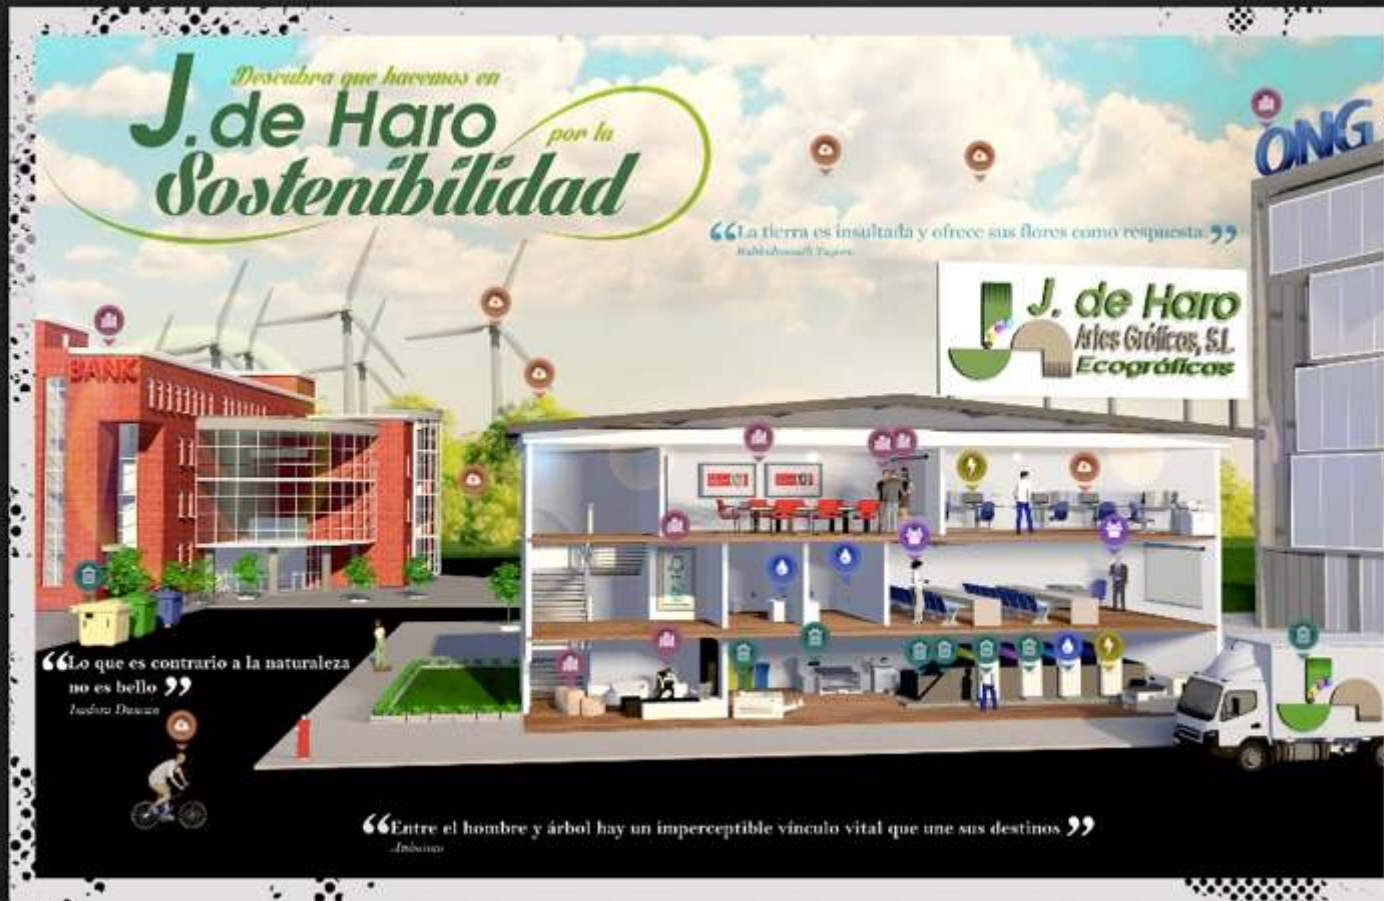 Descubra que hacemos en
J. de Haro
por la
Sostenibilidad
ONG
“La tierra es insultada y ofrece sus flores como respuesta.”
J. de Haro
Artes Gráficas, S.L.
Ecográficos
BANK
“Lo que es contrario a la naturaleza
no es bello”
Isadora Duncan
“Entre el hombre y árbol hay un imperceptible vínculo vital que une sus destinos”